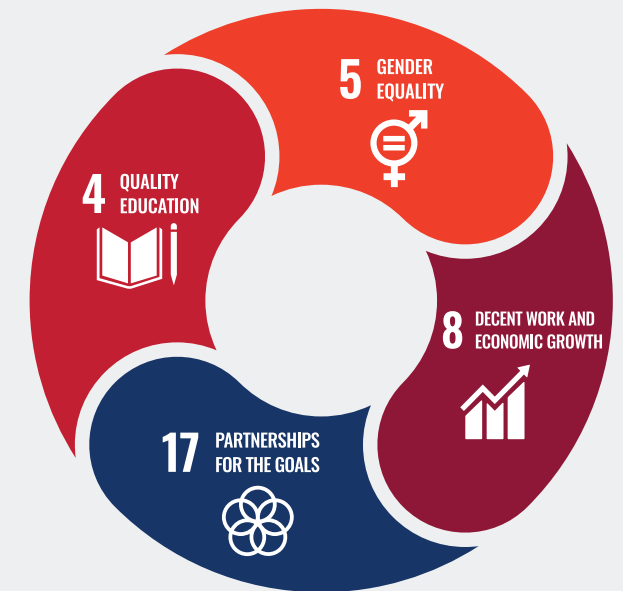 5 GENDER
EQUALITY
4 QUALITY
EDUCATION
8 DECENT WORK AND
ECONOMIC GROWTH
17 PARTNERSHIPS
FOR THE GOALS